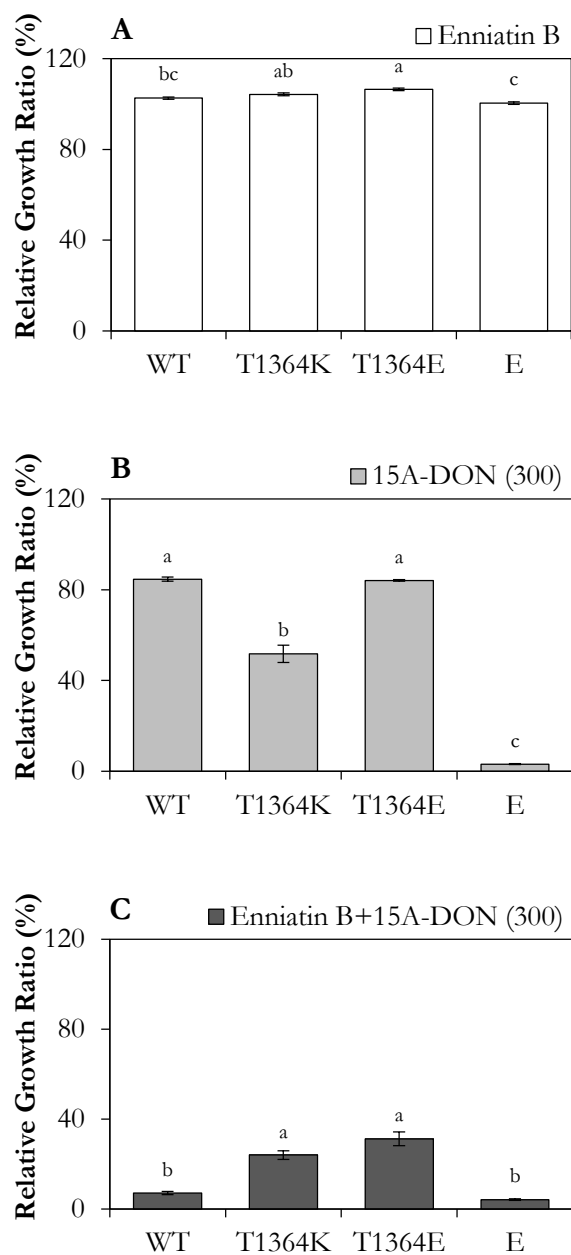 A
Enniatin B
Relative Growth Ratio (%)
120
80
40
0
bc
ab
a
c
WT T1364K T1364E E
B
15A-DON (300)
Relative Growth Ratio (%)
120
80
40
0
a
b
a
c
WT T1364K T1364E E
C
Enniatin B+15A-DON (300)
Relative Growth Ratio (%)
120
80
40
0
b
a
a
b
WT T1364K T1364E E